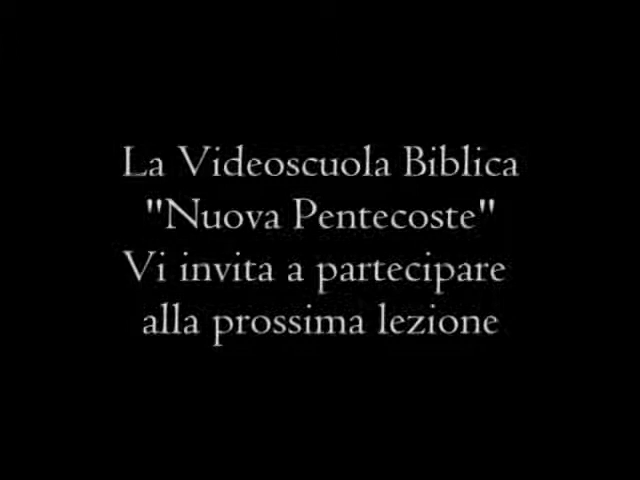 La Videoscuola Biblica
"Nuova Pentecoste"
Vi invita a partecipare
alla prossima lezione